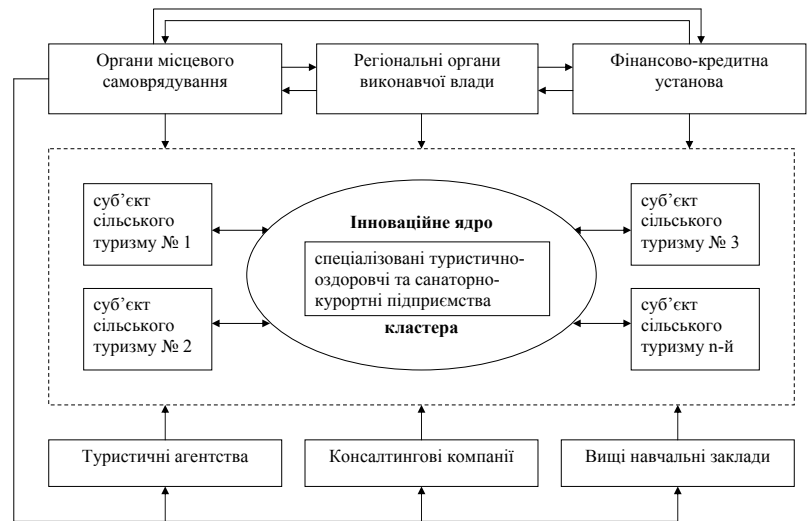 Органи місцевого
самоврядування
Регіональні органи
виконавчої влади
Фінансово-кредитна
установа
суб’єкт
сільського
туризму № 1
суб’єкт
сільського
туризму № 2
Інноваційне ядро
спеціалізовані туристично-
оздоровчі та санаторно-
курортні підприємства
кластера
суб’єкт
сільського
туризму № 3
суб’єкт
сільського
туризму n-й
Туристичні агентства
Консалтингові компанії
Вищі навчальні заклади